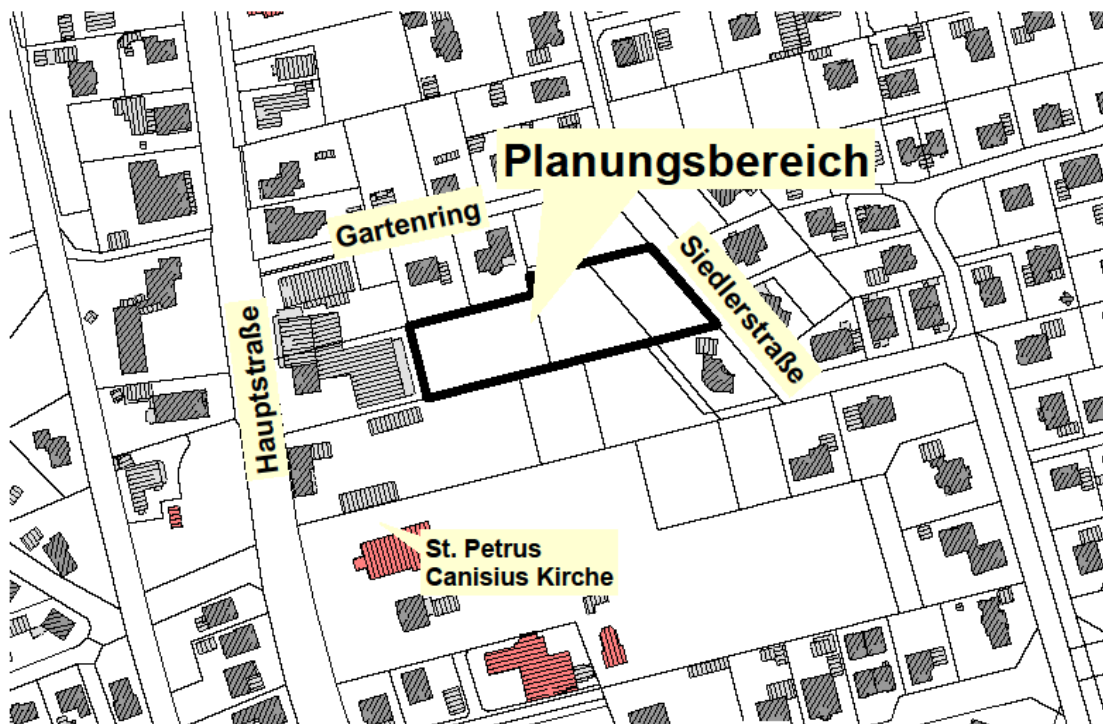 Planungsbereich
Gartenring
Siedlerstraße
Hauptstraße
St. Petrus
Canisius Kirche